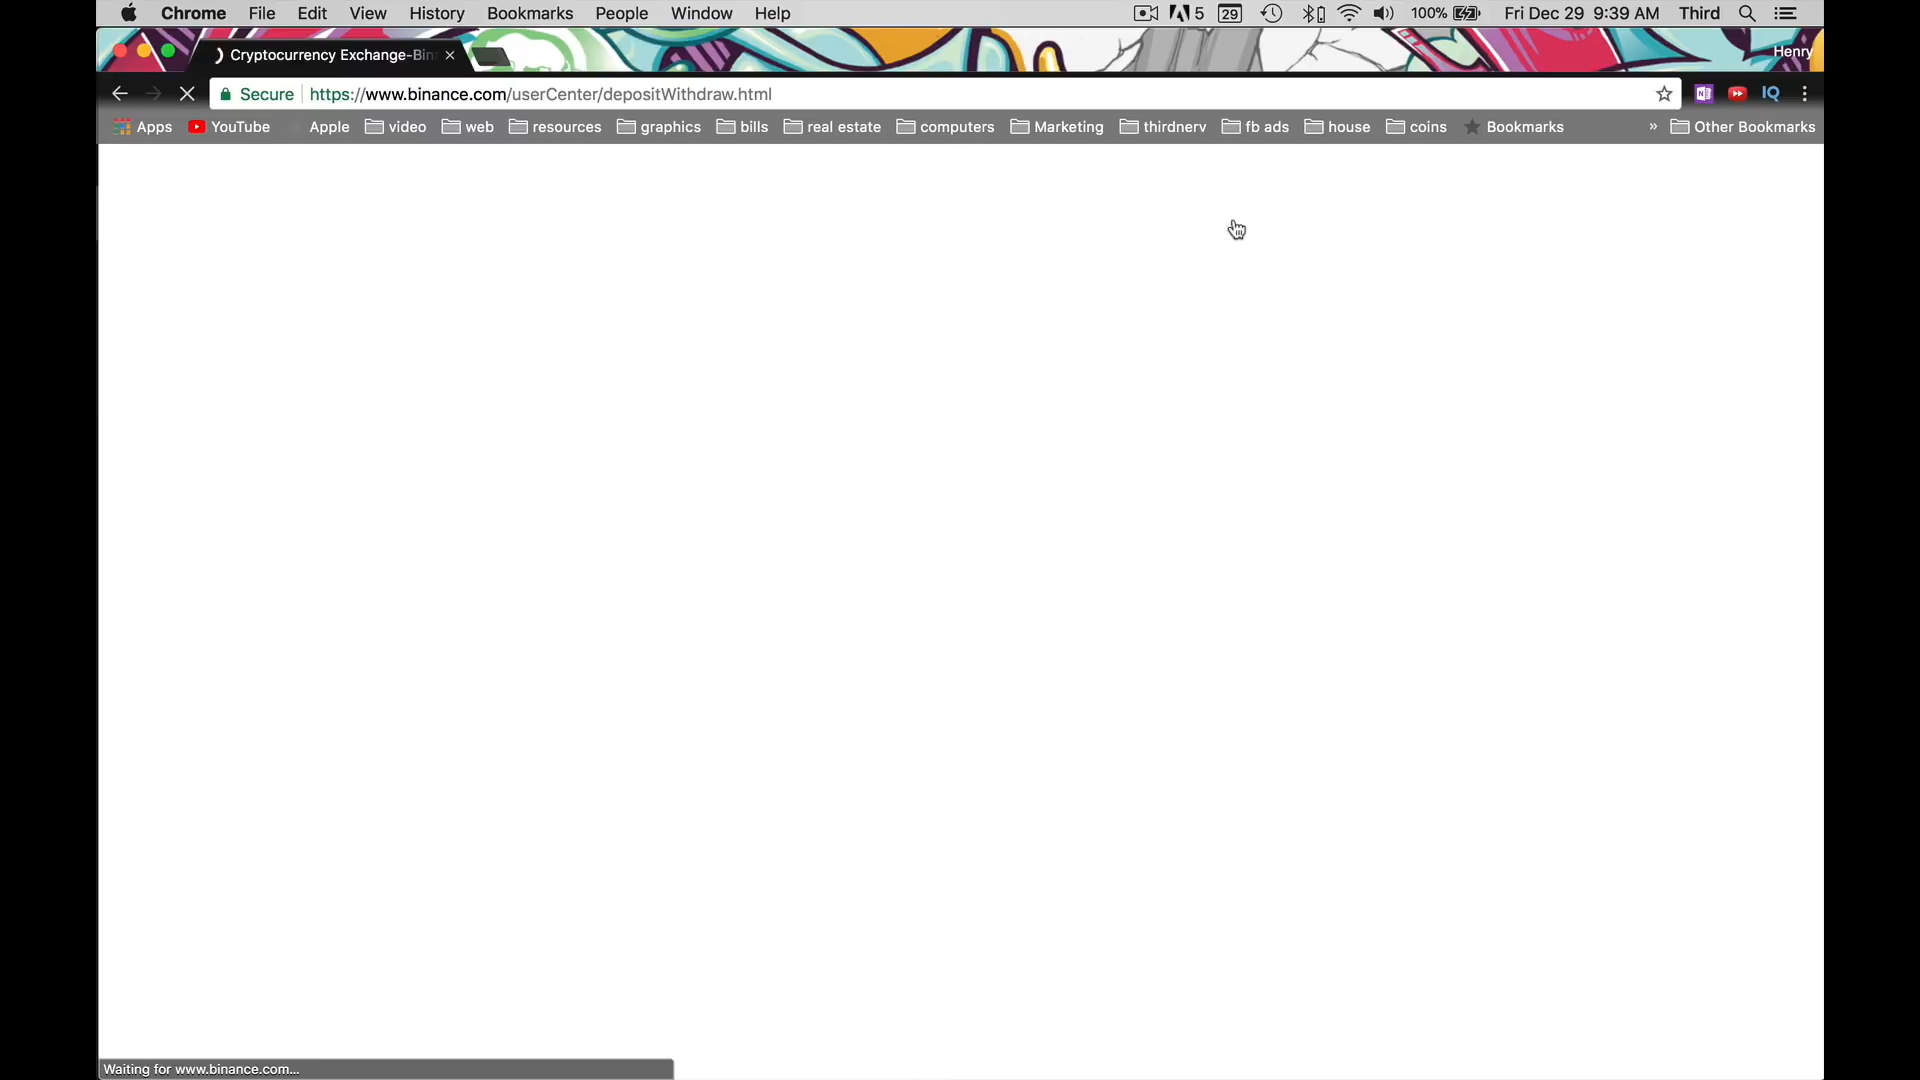 Chrome File Edit View History Bookmarks People Window Help 5 29 100% Fri Dec 29 9:39 AM Third
Cryptocurrency Exchange-Bin Henry
Secure https://www.binance.com/userCenter/depositWithdraw.html N IQ
Apps YouTube Apple video web resources graphics bills real estate computers Marketing thirdnerv fb ads house coins Bookmarks » Other Bookmarks
Waiting for www.binance.com...